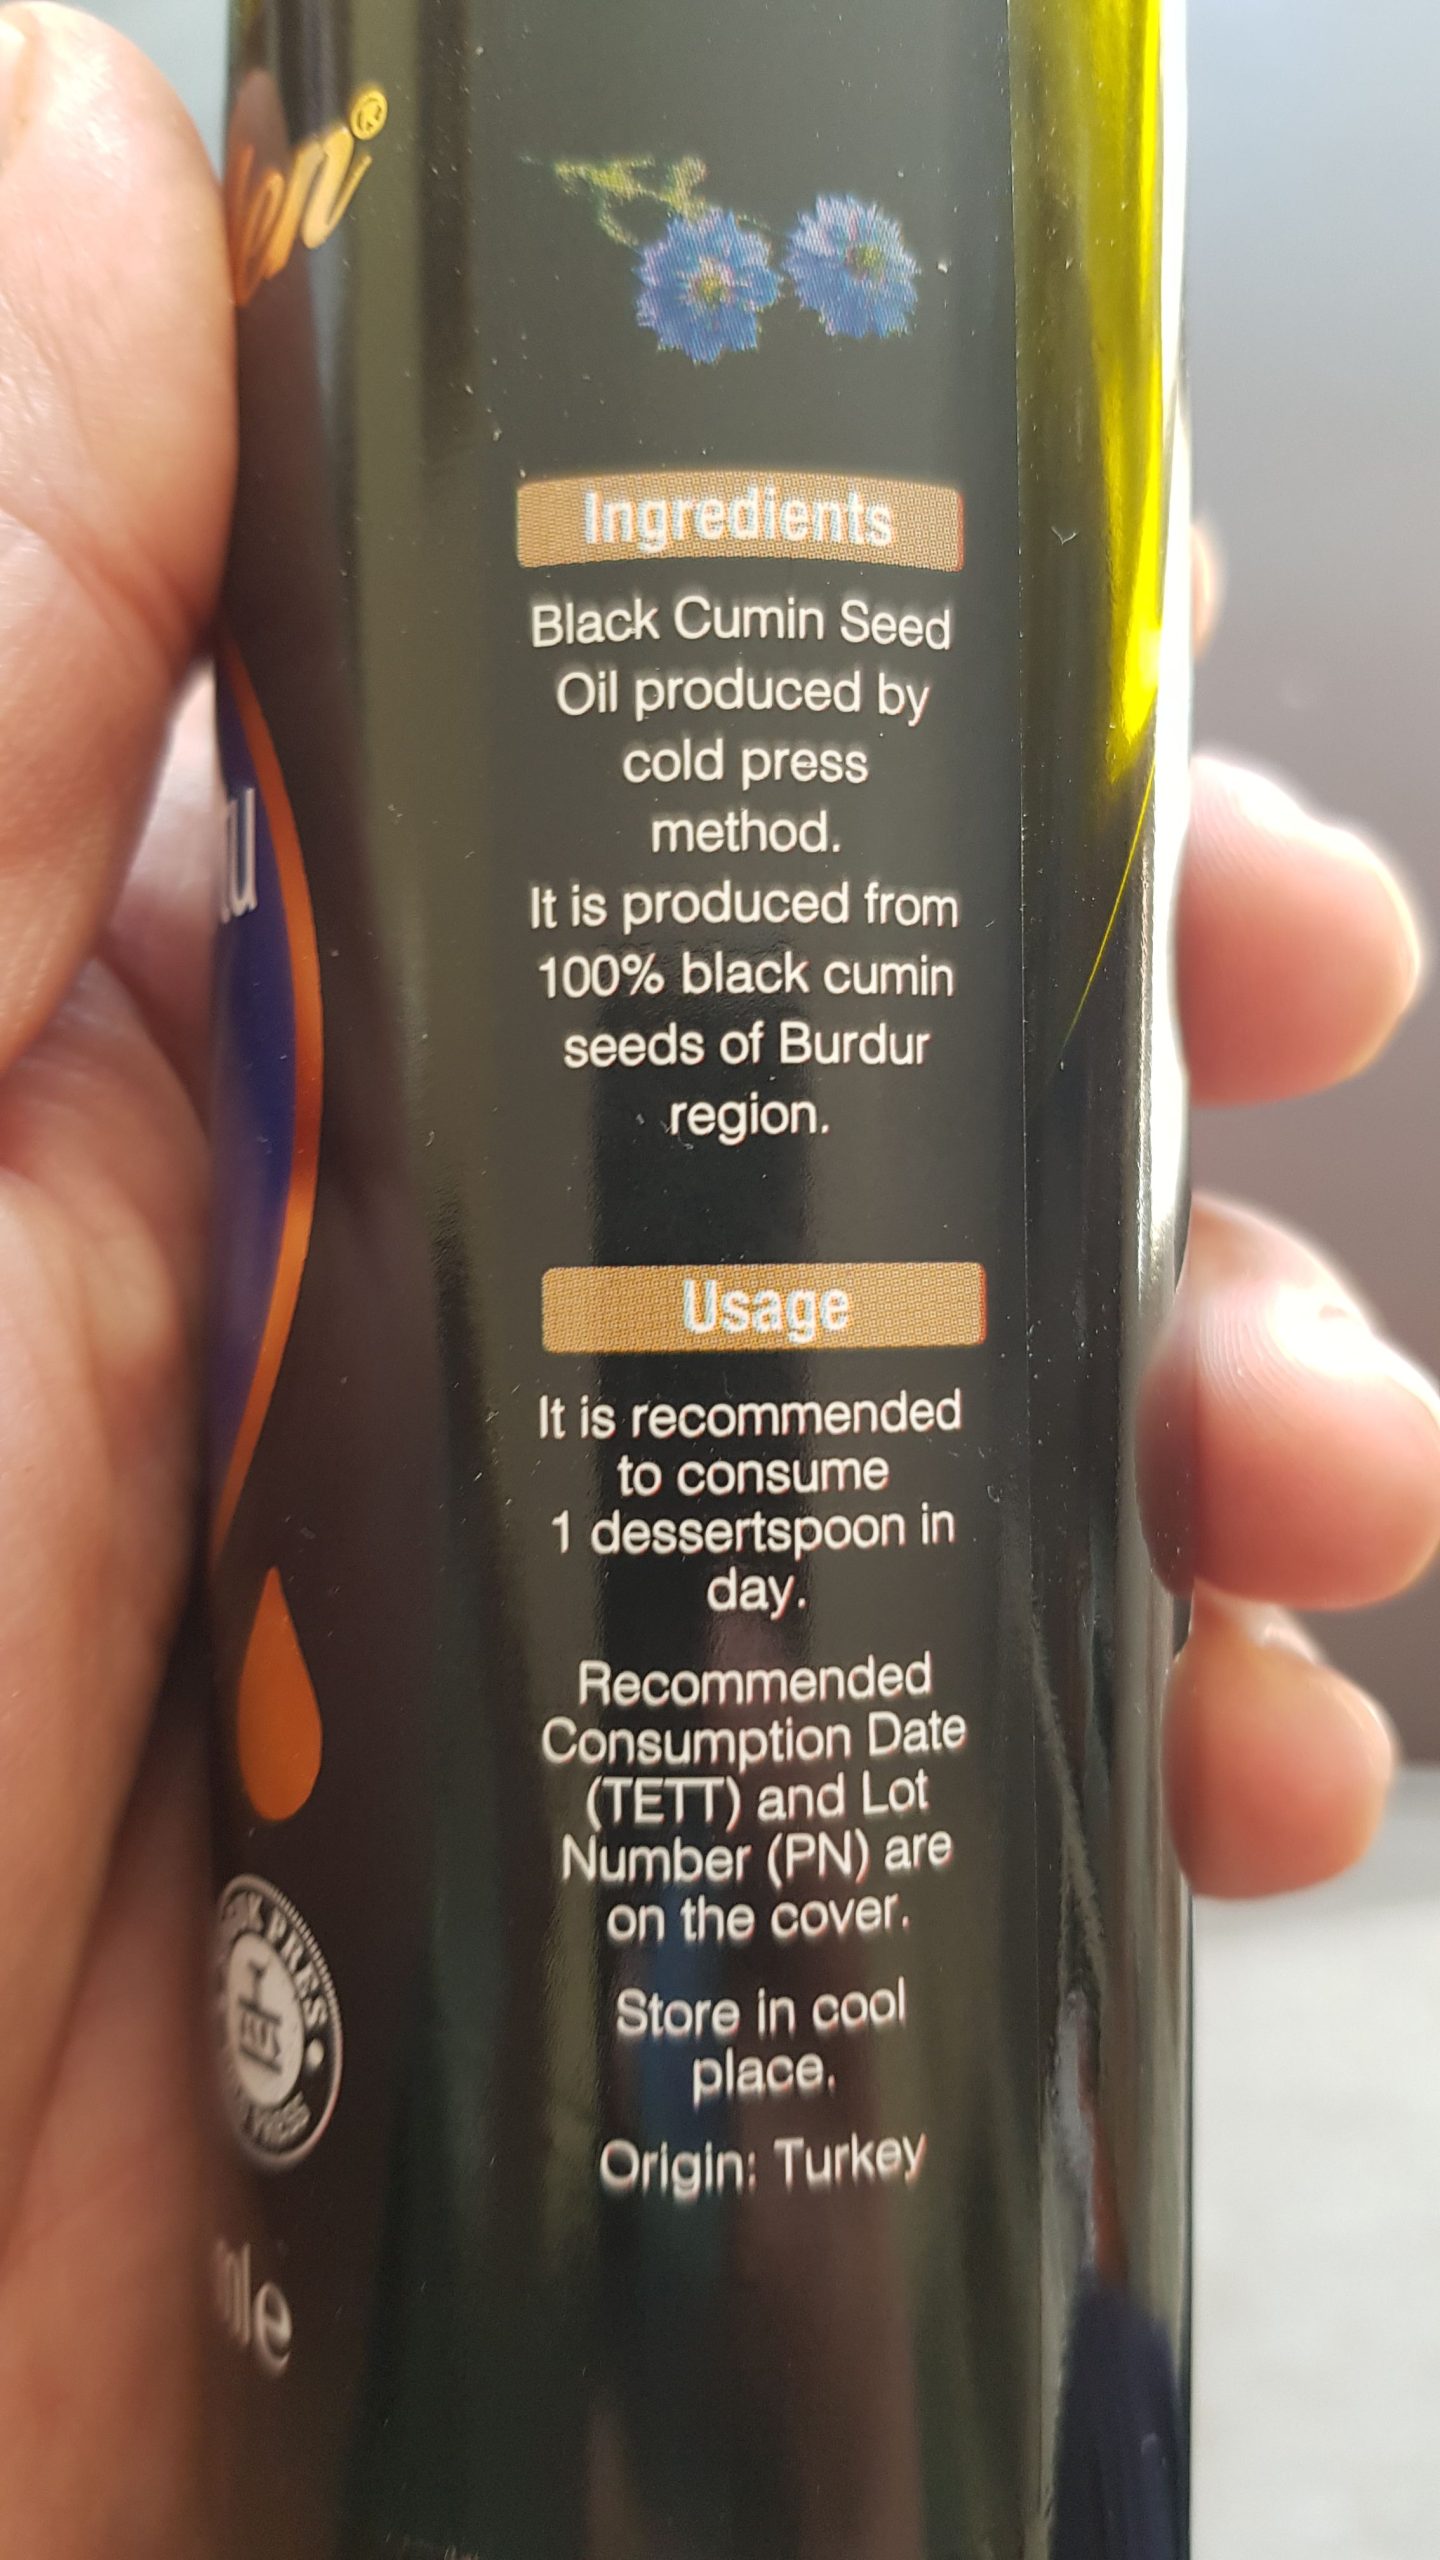 Ingredients
Black Cumin Seed
Oil produced by
cold press
method.
It is produced from
100% black cumin
seeds of Burdur
region.
Usage
It is recommended
to consume
1 dessertspoon in
day.
Recommended
Consumption Date
(TETT) and Lot
Number (PN) are
on the cover.
Store in cool
place.
Origin: Turkey